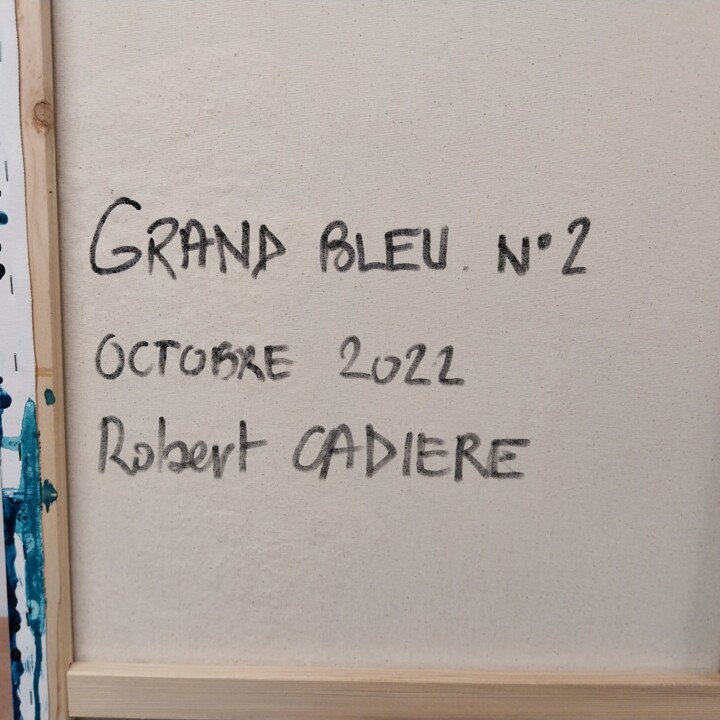 GRAND BLEU. N°2
OCTOBRE 2022
Robert CADIERE